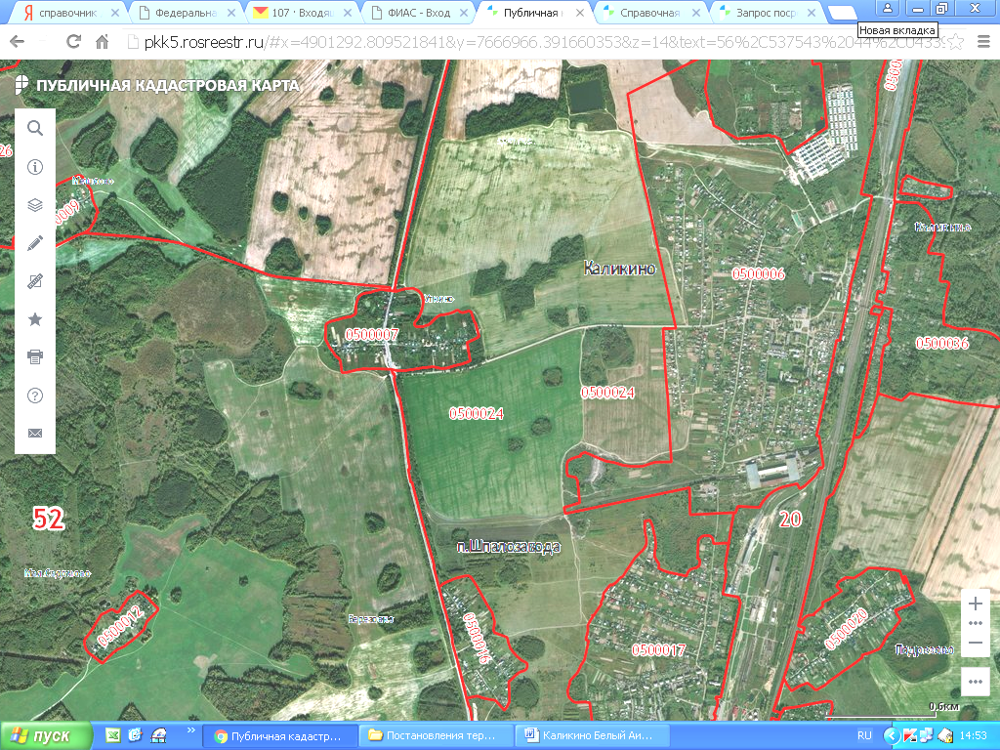 справочник
Федеральна
107 · Входящ
ФИАС - Вход
Публичная
Справочная
Запрос поср
Новая вкладка
pkk5.rosreestr.ru/#x=4901292.809521841&y=7666966.391660353&z=14&text=56%2C537543%2044%2C0433
ПУБЛИЧНАЯ КАДАСТРОВАЯ КАРТА
26
0009
Каликино
0500006
Уткино
0500007
0500036
0500024
0500024
52
20
п.Шпалозавода
0500012
0500016
0500017
0500020
0.6км
пуск
Публичная кадастр...
Постановления тер...
Каликино Белый Аи...
RU
14:53